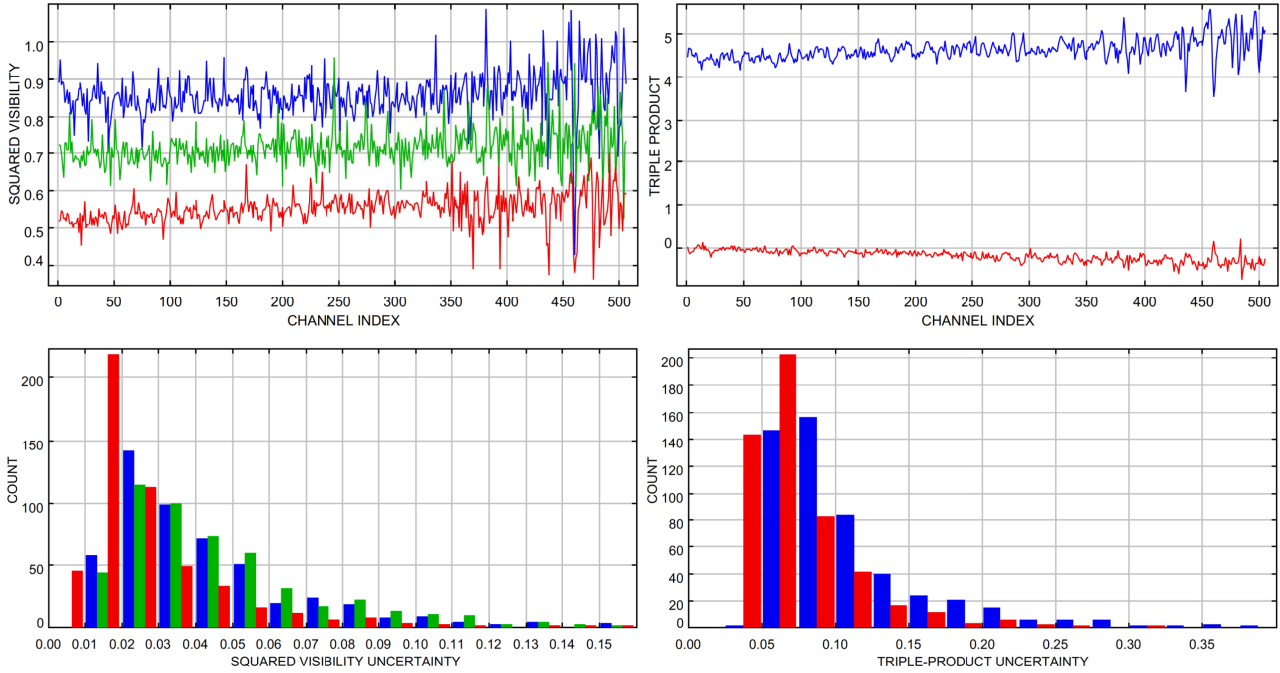 1.0
0.9
0.8
0.7
0.6
0.5
0.4
SQUARED VISIBILITY
0 50 100 150 200 250 300 350 400 450 500
CHANNEL INDEX
5
4
3
2
1
0
TRIPLE PRODUCT
0 50 100 150 200 250 300 350 400 450 500
CHANNEL INDEX
200
150
100
50
0
COUNT
0.00 0.01 0.02 0.03 0.04 0.05 0.06 0.07 0.08 0.09 0.10 0.11 0.12 0.13 0.14 0.15
SQUARED VISIBILITY UNCERTAINTY
200
180
160
140
120
100
80
60
40
20
0
COUNT
0.00 0.05 0.10 0.15 0.20 0.25 0.30 0.35
TRIPLE-PRODUCT UNCERTAINTY